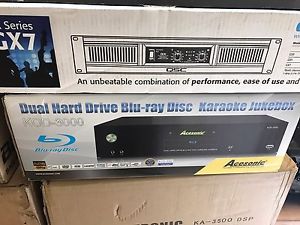 Series
GX7
QSC
An unbeatable combination of performance, ease of use and
Dual Hard Drive Blu-ray Disc Karaoke Jukebox
KOD-3000
Acesonic
Blu-ray Disc
Acesonic
KA-3500 DSP